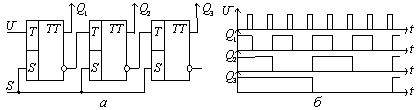 Q1 Q2 Q3
U T TT T TT T TT
S S S S
а
U t
Q1 t
Q2 t
Q3 t
б